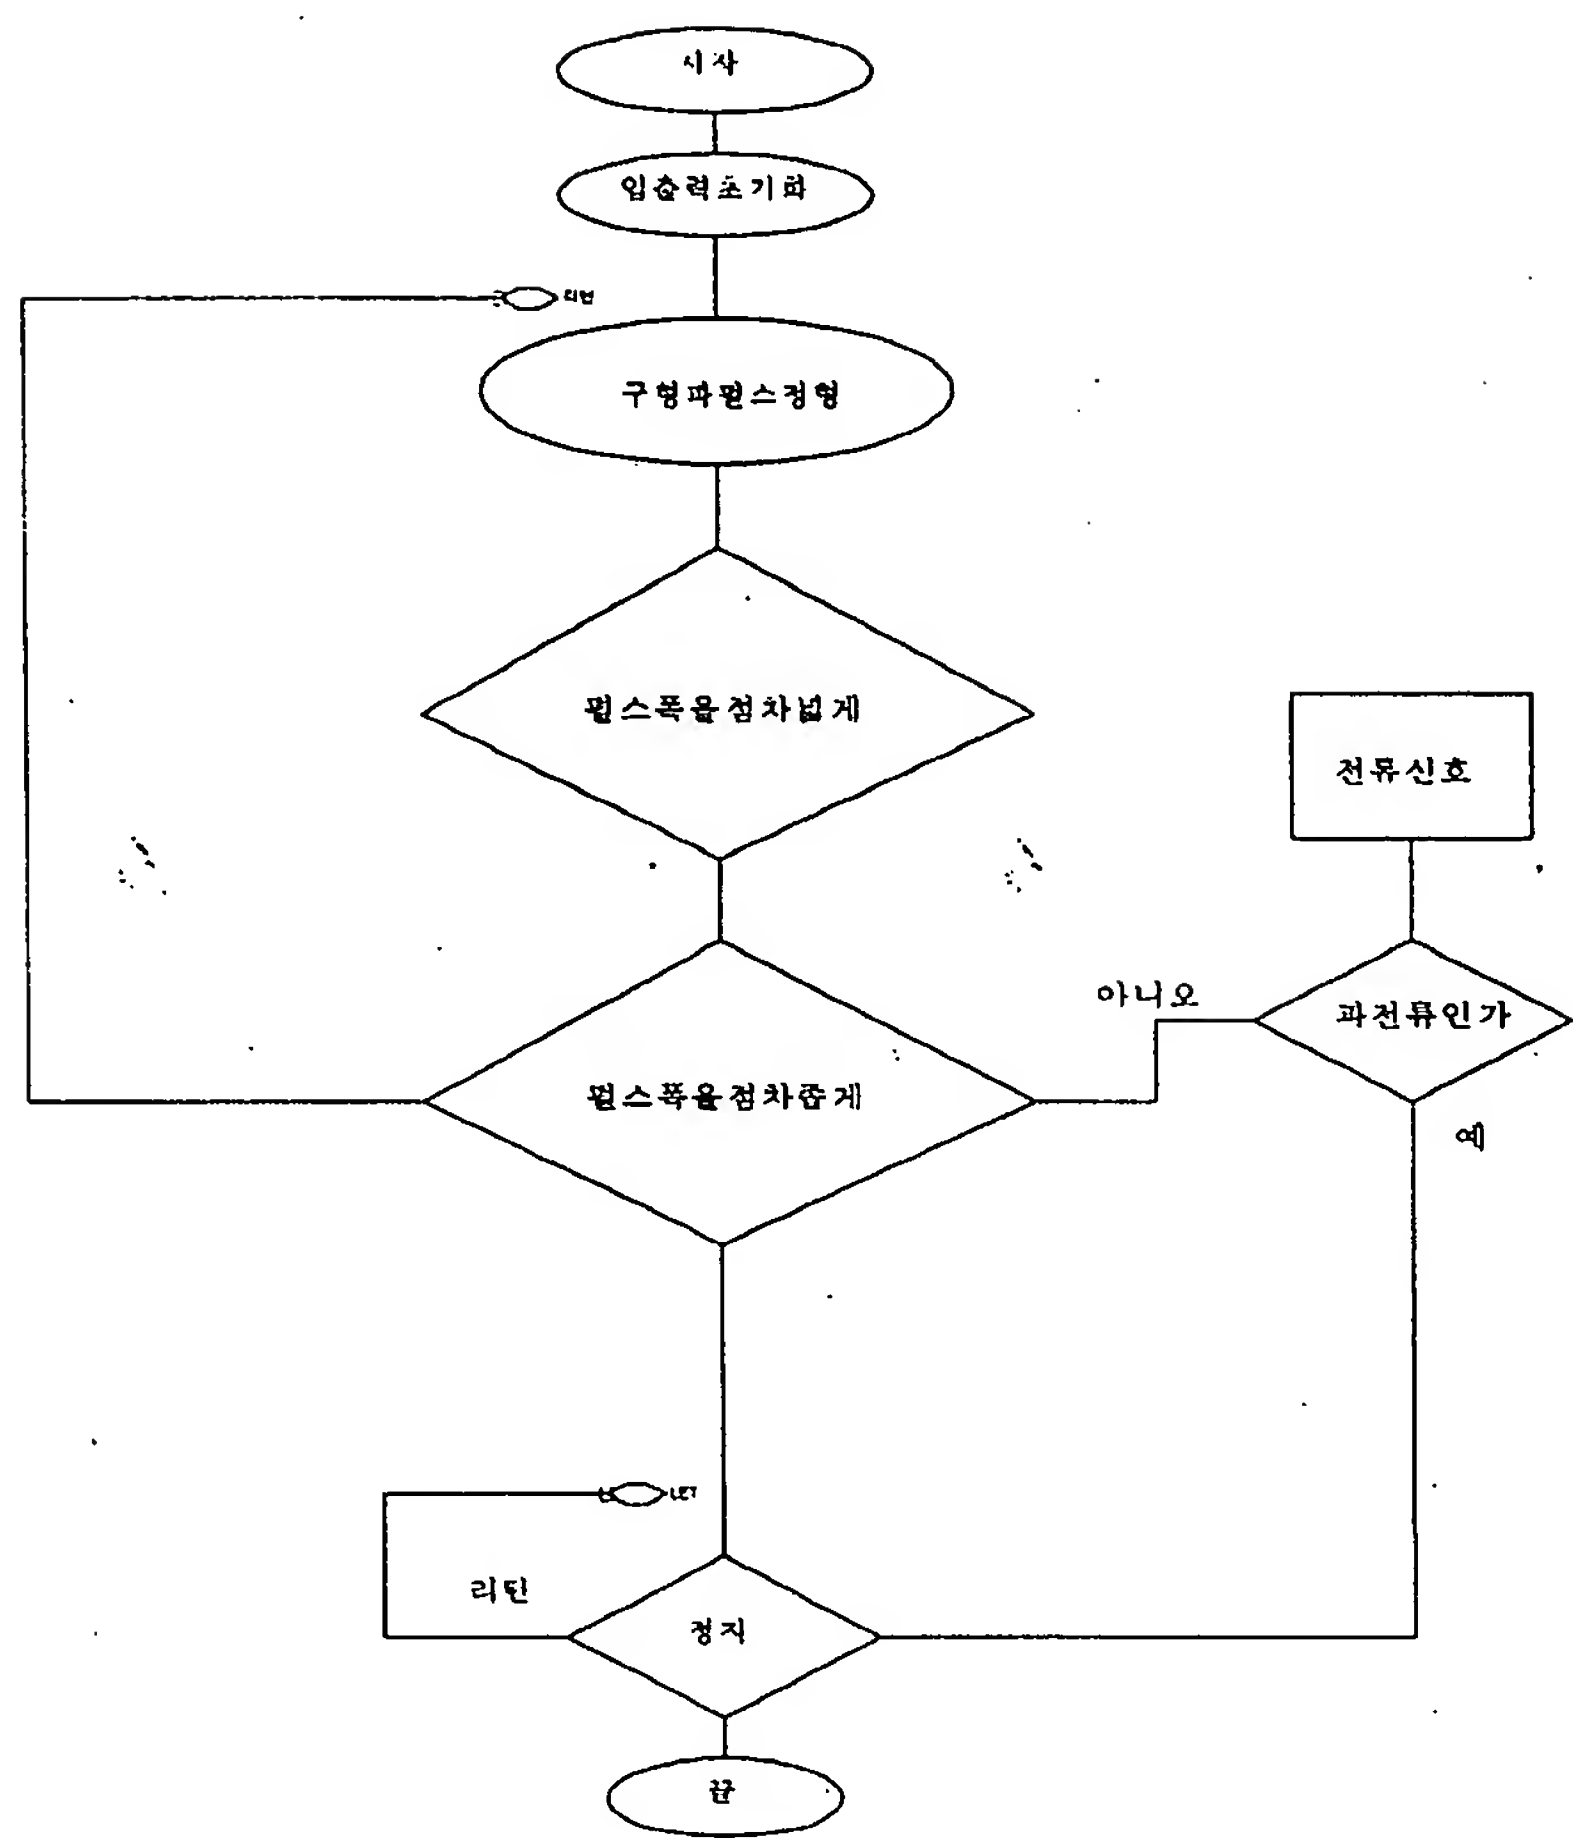 시작
입출력초기화
리턴
구형파펄스정형
펄스폭을점차넓게
전류신호
아니오
과전류인가
펄스폭을점차좁게
예
리턴
정지
끝